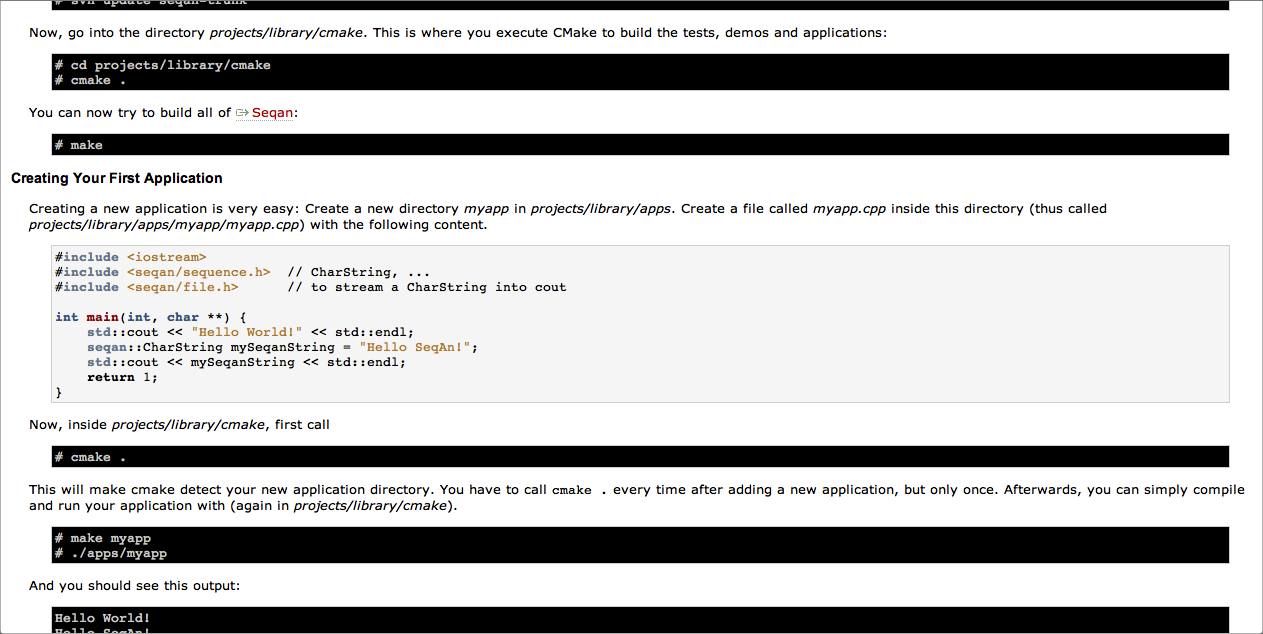 # svn update seqan-trunk
Now, go into the directory projects/library/cmake. This is where you execute CMake to build the tests, demos and applications:
# cd projects/library/cmake
# cmake .
You can now try to build all of Seqan:
# make
Creating Your First Application
Creating a new application is very easy: Create a new directory myapp in projects/library/apps. Create a file called myapp.cpp inside this directory (thus called
projects/library/apps/myapp/myapp.cpp) with the following content.
#include <iostream>
#include <seqan/sequence.h>  // CharString, ...
#include <seqan/file.h>      // to stream a CharString into cout
int main(int, char **) {
    std::cout << "Hello World!" << std::endl;
    seqan::CharString mySeqanString = "Hello SeqAn!";
    std::cout << mySeqanString << std::endl;
    return 1;
}
Now, inside projects/library/cmake, first call
# cmake .
This will make cmake detect your new application directory. You have to call cmake . every time after adding a new application, but only once. Afterwards, you can simply compile
and run your application with (again in projects/library/cmake).
# make myapp
# ./apps/myapp
And you should see this output:
Hello World!
Hello SeqAn!